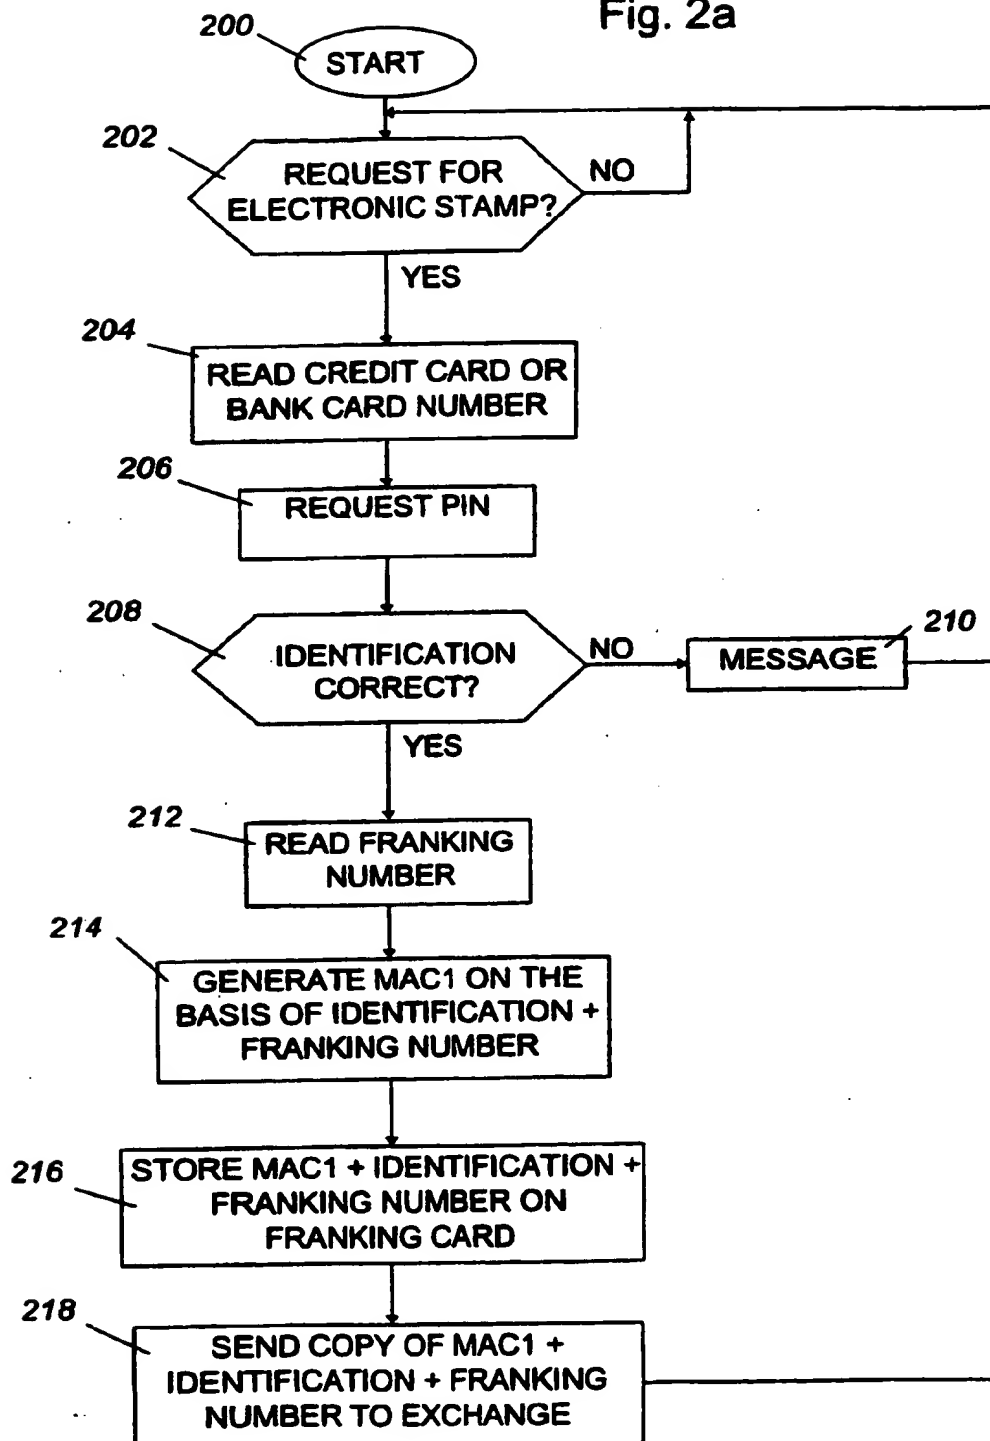 Fig. 2a
200
START
202
REQUEST FOR
ELECTRONIC STAMP?
NO
YES
204
READ CREDIT CARD OR
BANK CARD NUMBER
206
REQUEST PIN
208
IDENTIFICATION
CORRECT?
NO
210
MESSAGE
YES
212
READ FRANKING
NUMBER
214
GENERATE MAC1 ON THE
BASIS OF IDENTIFICATION +
FRANKING NUMBER
216
STORE MAC1 + IDENTIFICATION +
FRANKING NUMBER ON
FRANKING CARD
218
SEND COPY OF MAC1 +
IDENTIFICATION + FRANKING
NUMBER TO EXCHANGE